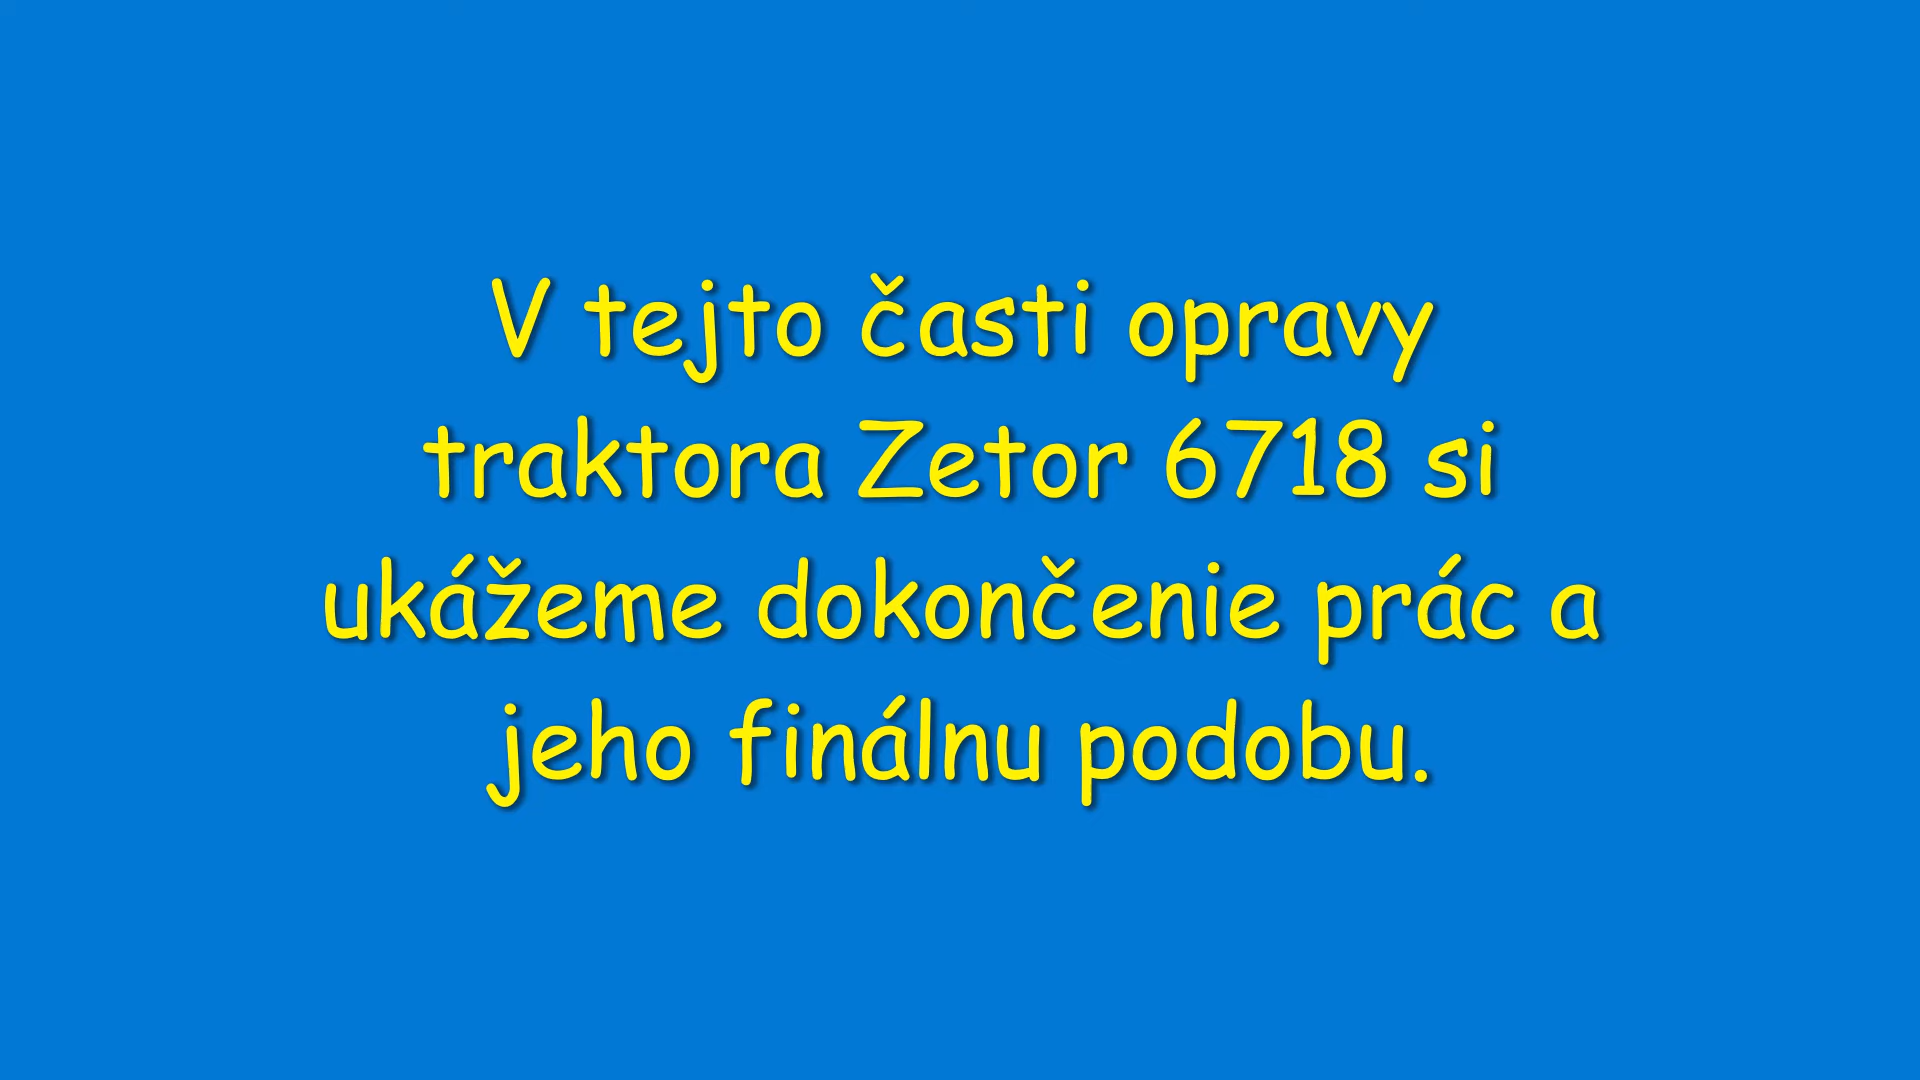 V tejto časti opravy
traktora Zetor 6718 si
ukážeme dokončenie prác a
jeho finálnu podobu.